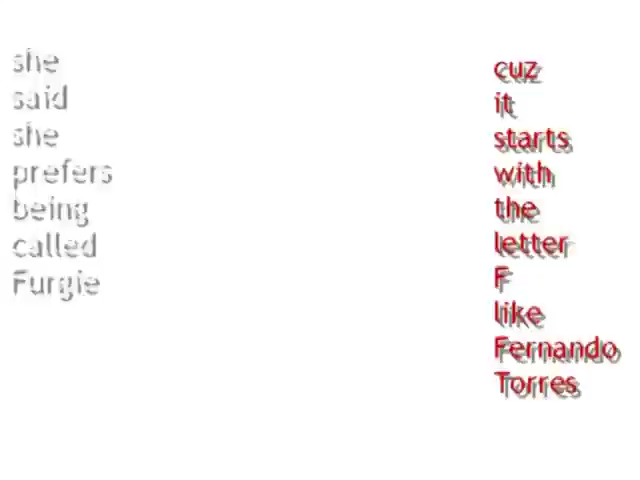 she
said
she
prefers
being
called
Furgie
cuz
it
starts
with
the
letter
F
like
Fernando
Torres